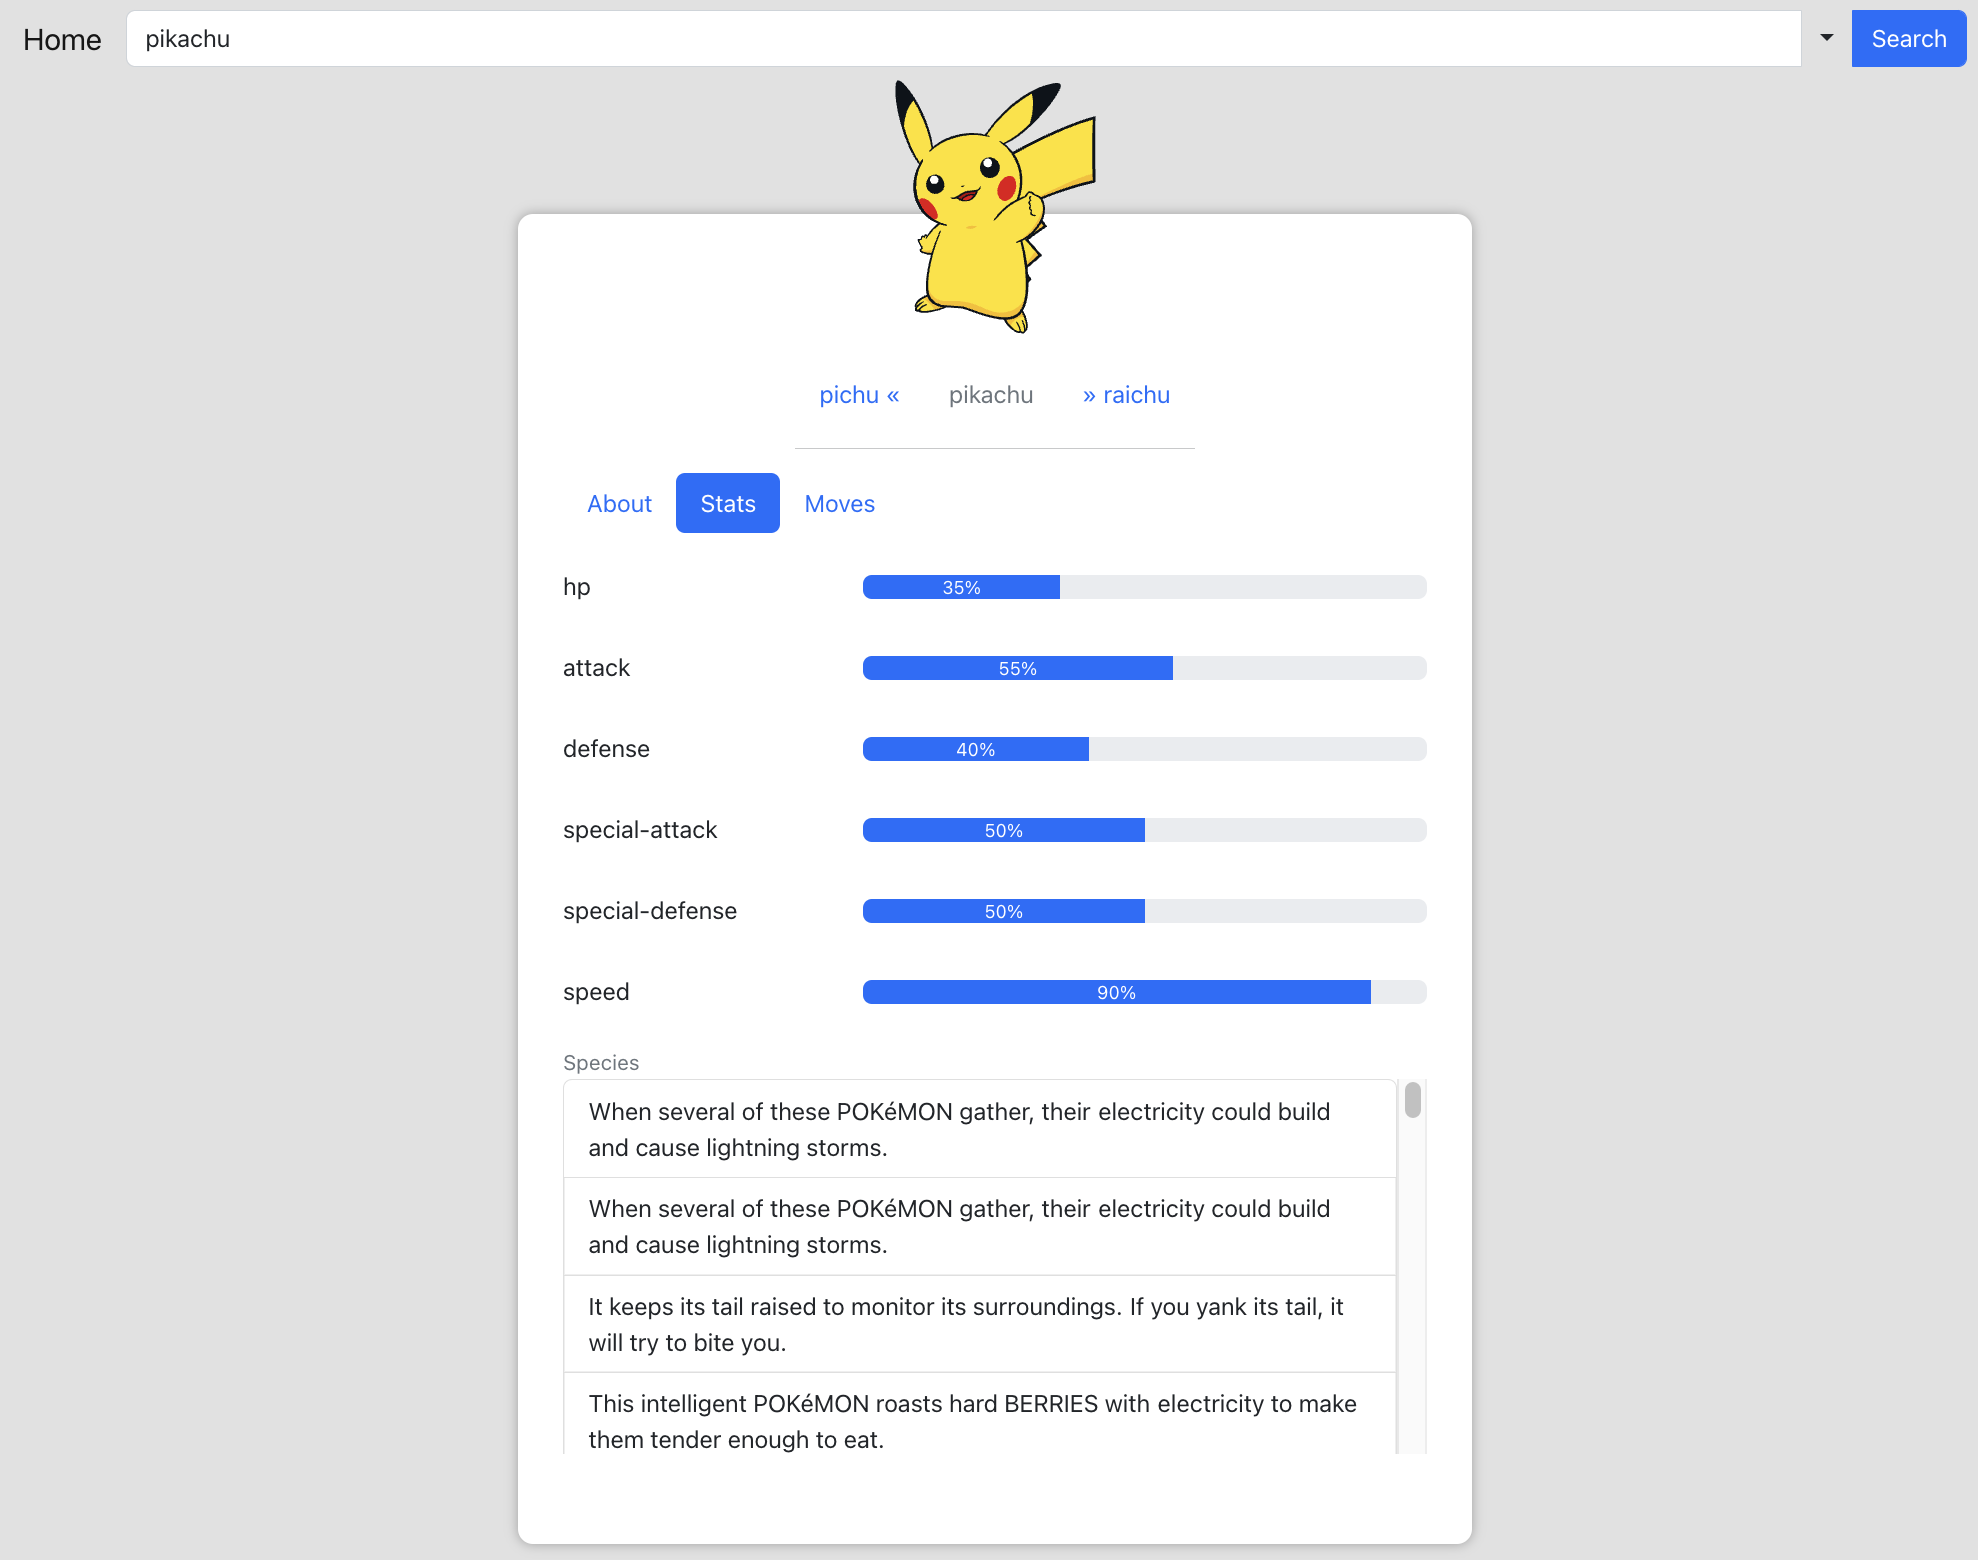 Home pikachu Search
pichu « pikachu » raichu
About Stats Moves
hp 35%
attack 55%
defense 40%
special-attack 50%
special-defense 50%
speed 90%
Species
When several of these POKéMON gather, their electricity could build
and cause lightning storms.
When several of these POKéMON gather, their electricity could build
and cause lightning storms.
It keeps its tail raised to monitor its surroundings. If you yank its tail, it
will try to bite you.
This intelligent POKéMON roasts hard BERRIES with electricity to make
them tender enough to eat.